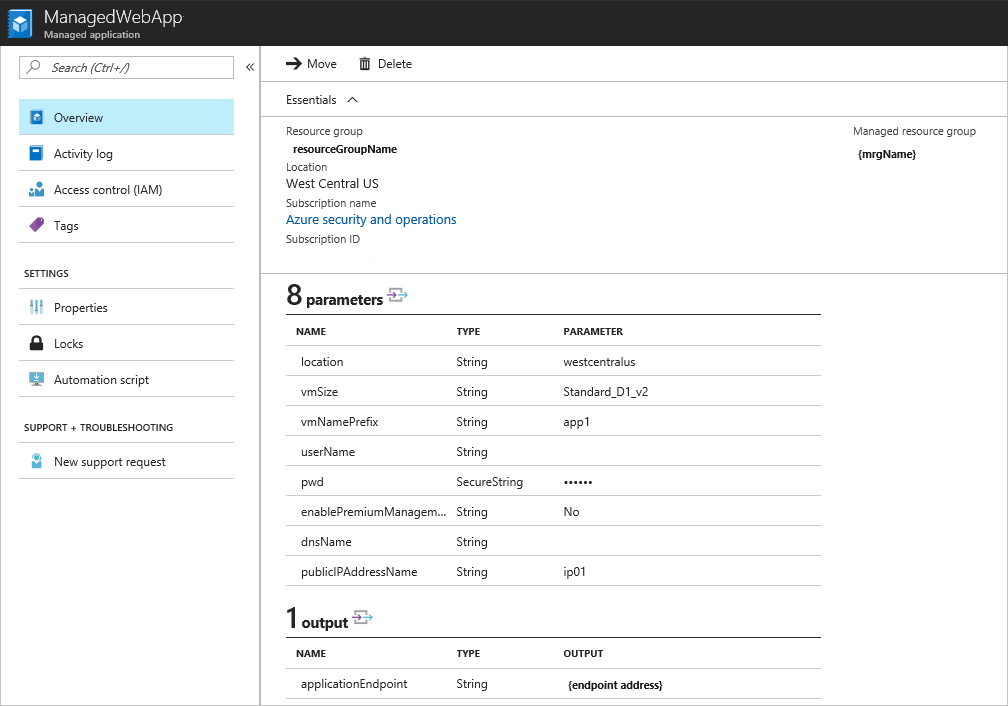 ManagedWebApp
Managed application
Search (Ctrl+/)
«
Overview
Activity log
Access control (IAM)
Tags
SETTINGS
Properties
Locks
Automation script
SUPPORT + TROUBLESHOOTING
New support request
Move Delete
Essentials
Resource group
resourceGroupName
Location
West Central US
Subscription name
Azure security and operations
Subscription ID
Managed resource group
{mrgName}
8 parameters
NAME TYPE PARAMETER
location String westcentralus
vmSize String Standard_D1_v2
vmNamePrefix String app1
userName String
pwd SecureString ••••••
enablePremiumManagem... String No
dnsName String
publicIPAddressName String ip01
1 output
NAME TYPE OUTPUT
applicationEndpoint String {endpoint address}